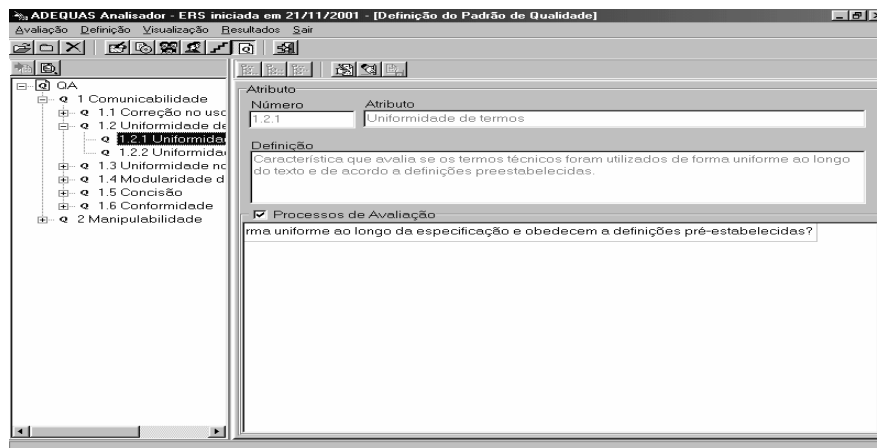 ADEQUAS Analisador - ERS iniciada em 21/11/2001 - [Definição do Padrão de Qualidade]
Avaliação Definição Visualização Resultados Sair
QA
1 Comunicabilidade
1.1 Correção no uso
1.2 Uniformidade de
1.2.1 Uniformida
1.2.2 Uniformida
1.3 Uniformidade no
1.4 Modularidade d
1.5 Concisão
1.6 Conformidade
2 Manipulabilidade
Atributo
Número Atributo
1.2.1 Uniformidade de termos
Definição
Característica que avalia se os termos técnicos foram utilizados de forma uniforme ao longo
do texto e de acordo a definições preestabelecidas.
Processos de Avaliação
rma uniforme ao longo da especificação e obedecem a definições pré-estabelecidas?